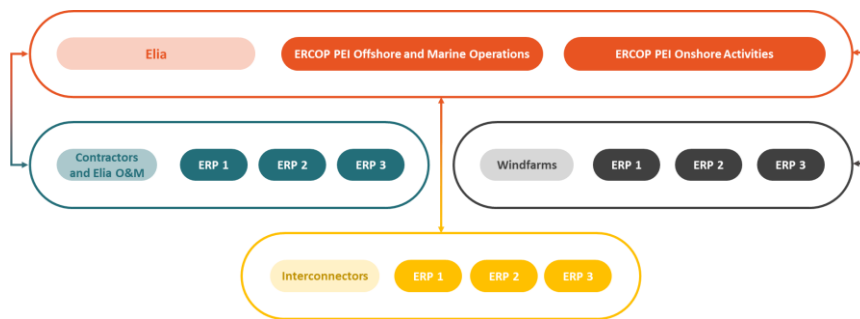 Elia
ERCOP PEI Offshore and Marine Operations
ERCOP PEI Onshore Activities
Contractors
and Elia O&M
ERP 1
ERP 2
ERP 3
Windfarms
ERP 1
ERP 2
ERP 3
Interconnectors
ERP 1
ERP 2
ERP 3